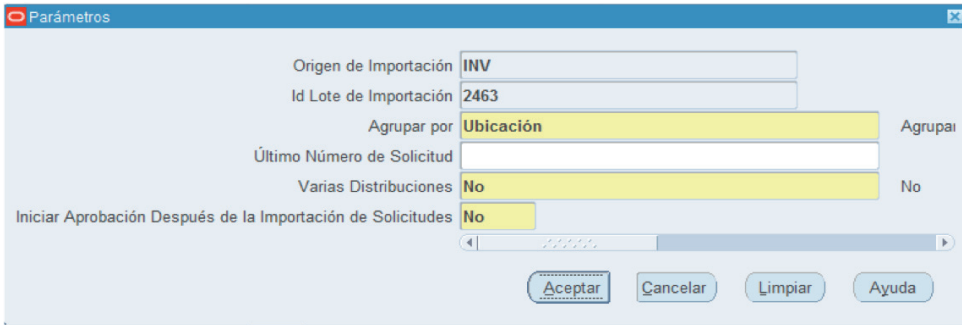 Parámetros
Origen de Importación INV
Id Lote de Importación 2463
Agrupar por Ubicación Agrupar
Último Número de Solicitud
Varias Distribuciones No No
Iniciar Aprobación Después de la Importación de Solicitudes No
Aceptar Cancelar Limpiar Ayuda